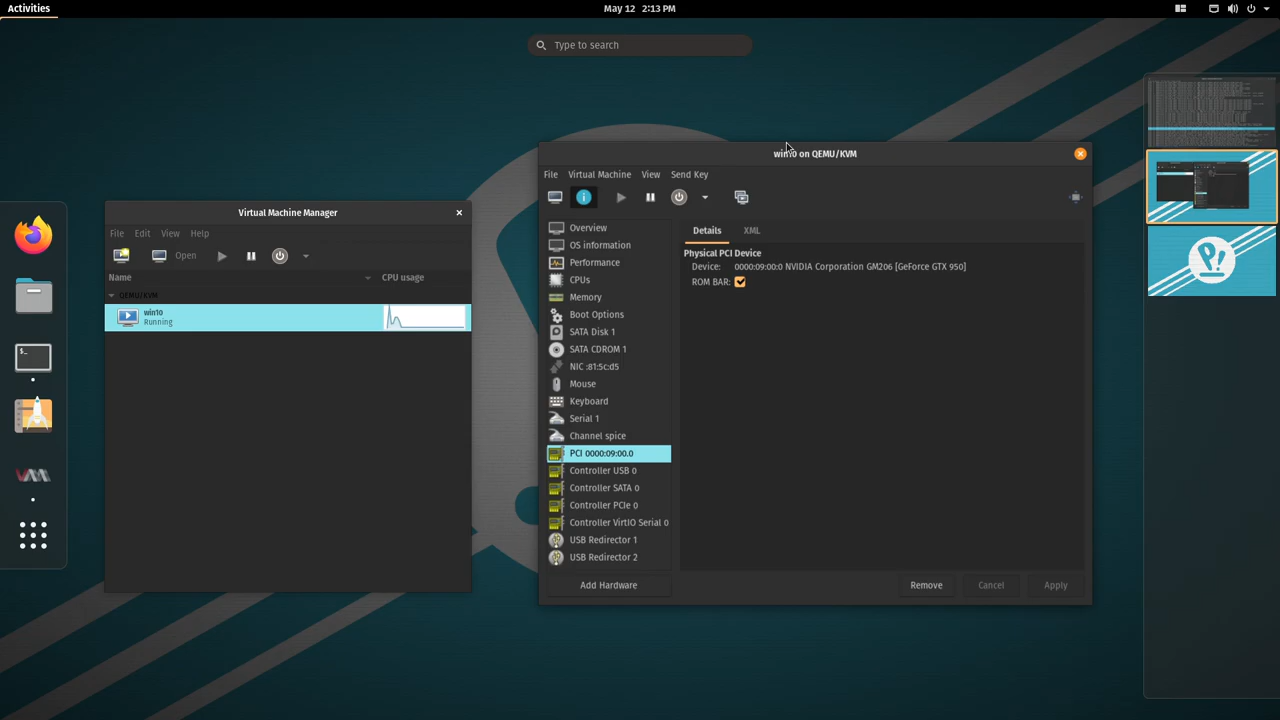 Activities
May 12 2:13 PM
Type to search
Virtual Machine Manager
File Edit View Help
Open
Name CPU usage
QEMU/KVM
win10
Running
win10 on QEMU/KVM
File Virtual Machine View Send Key
Overview
OS information
Performance
CPUs
Memory
Boot Options
SATA Disk 1
SATA CDROM 1
NIC :81:5c:d5
Mouse
Keyboard
Serial 1
Channel spice
PCI 0000:09:00.0
Controller USB 0
Controller SATA 0
Controller PCIe 0
Controller VirtIO Serial 0
USB Redirector 1
USB Redirector 2
Add Hardware
Details XML
Physical PCI Device
Device: 0000:09:00:0 NVIDIA Corporation GM206 [GeForce GTX 950]
ROM BAR:
Remove Cancel Apply